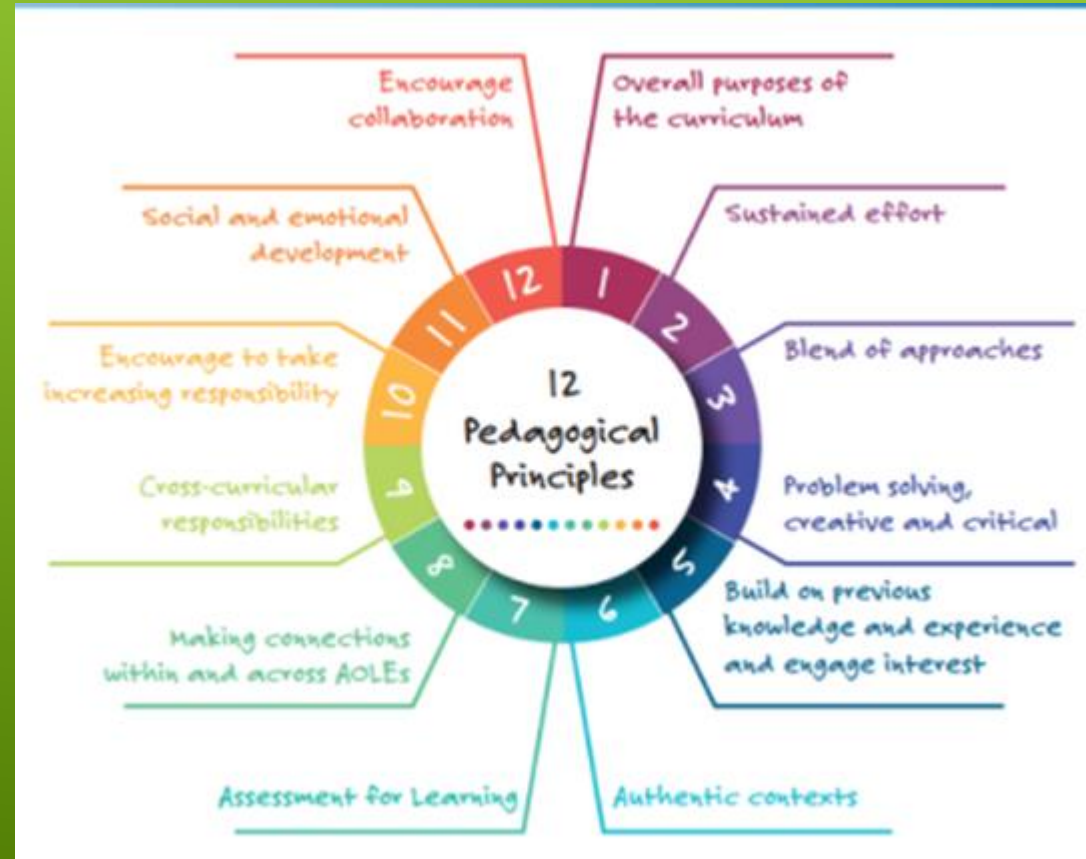 12
Pedagogical
Principles
1
Overall purposes of
the curriculum
2
Sustained effort
3
Blend of approaches
4
Problem solving,
creative and critical
5
Build on previous
knowledge and experience
and engage interest
6
Authentic contexts
7
Assessment for Learning
8
Making connections
within and across AOLEs
9
Cross-curricular
responsibilities
10
Encourage to take
increasing responsibility
11
Social and emotional
development
12
Encourage
collaboration